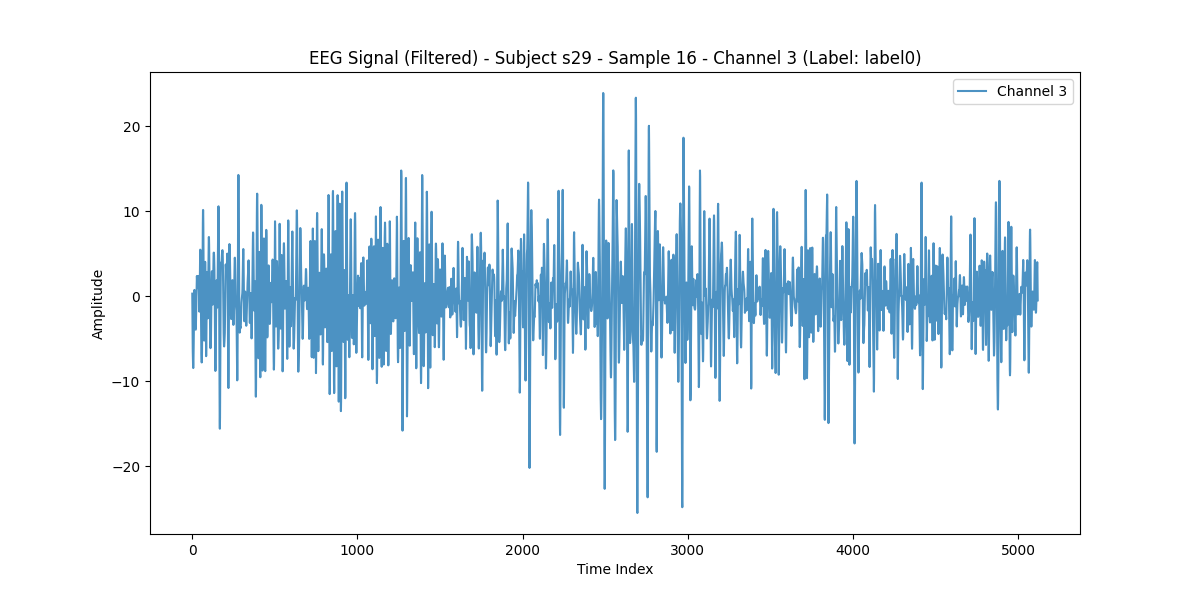 EEG Signal (Filtered) - Subject s29 - Sample 16 - Channel 3 (Label: label0)
Channel 3
20
10
0
−10
−20
Amplitude
0 1000 2000 3000 4000 5000
Time Index